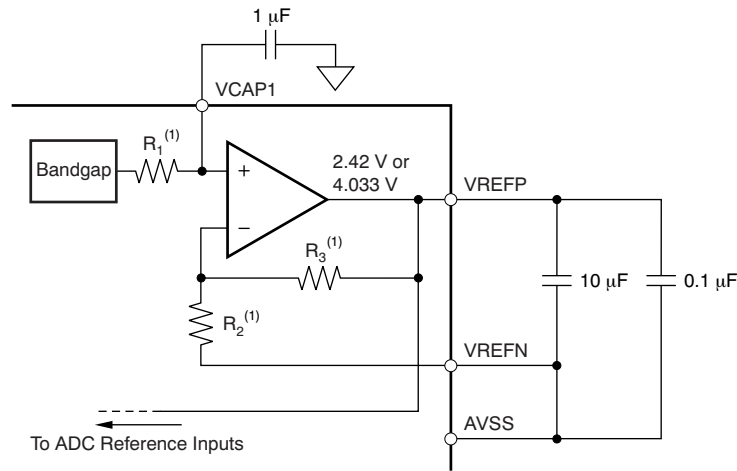 1 μF
VCAP1
R1(1)
Bandgap
+
2.42 V or
4.033 V
VREFP
−
R3(1)
10 μF
0.1 μF
R2(1)
VREFN
AVSS
To ADC Reference Inputs